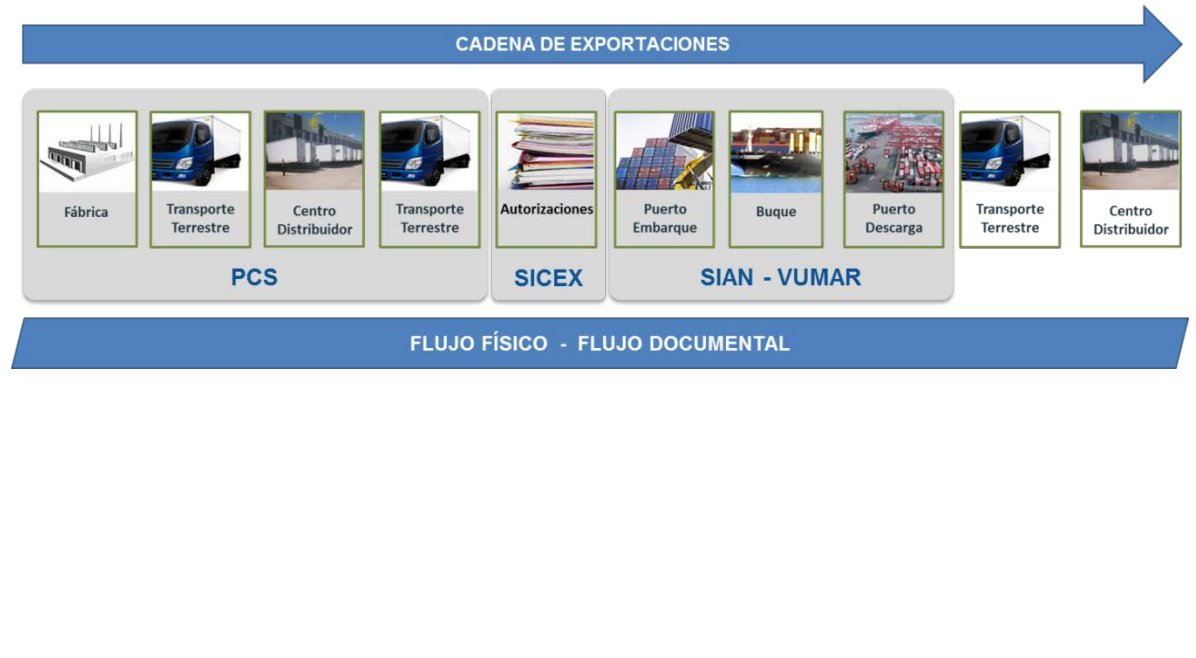 CADENA DE EXPORTACIONES
Fábrica
Transporte
Terrestre
Centro
Distribuidor
Transporte
Terrestre
Autorizaciones
Puerto
Embarque
Buque
Puerto
Descarga
Transporte
Terrestre
Centro
Distribuidor
PCS
SICEX
SIAN - VUMAR
FLUJO FÍSICO - FLUJO DOCUMENTAL